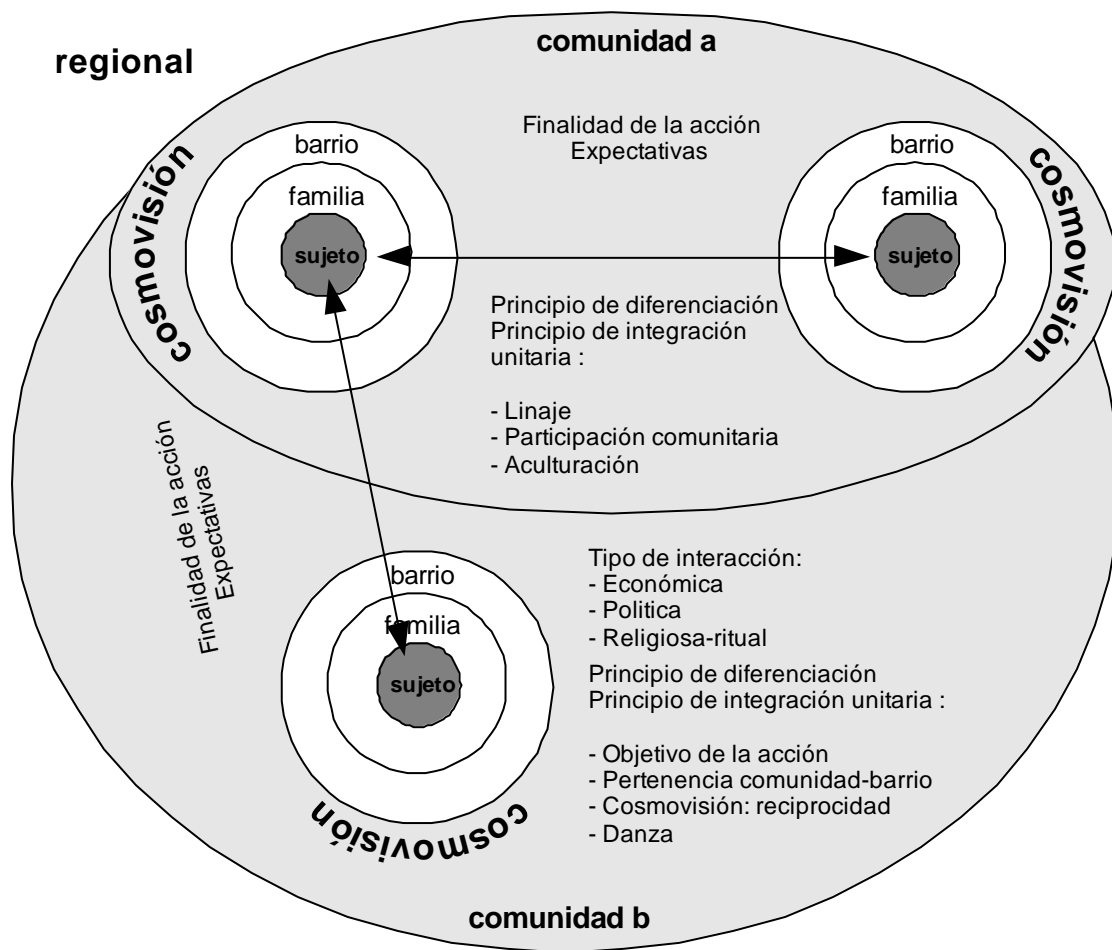 comunidad a
regional
Finalidad de la acción
Expectativas
cosmovisión
barrio
familia
sujeto
barrio
familia
sujeto
cosmovisión
Principio de diferenciación
Principio de integración
unitaria :
- Linaje
- Participación comunitaria
- Aculturación
Finalidad de la acción
Expectativas
barrio
familia
sujeto
cosmovisión
Tipo de interacción:
- Económica
- Politica
- Religiosa-ritual
Principio de diferenciación
Principio de integración unitaria :
- Objetivo de la acción
- Pertenencia comunidad-barrio
- Cosmovisión: reciprocidad
- Danza
comunidad b